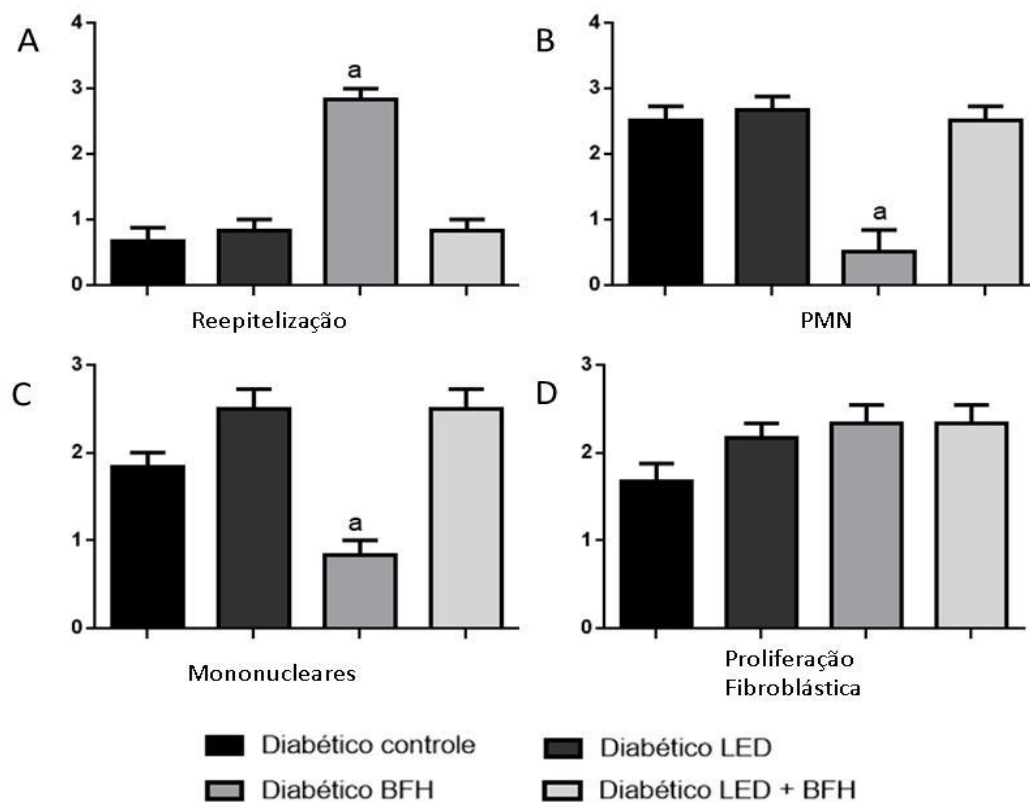 A
4
3
2
1
0
a
Reepitelização
B
4
3
2
1
0
a
PMN
C
3
2
1
0
a
Mononucleares
D
3
2
1
0
Proliferação
Fibroblástica
Diabético controle
Diabético LED
Diabético BFH
Diabético LED + BFH